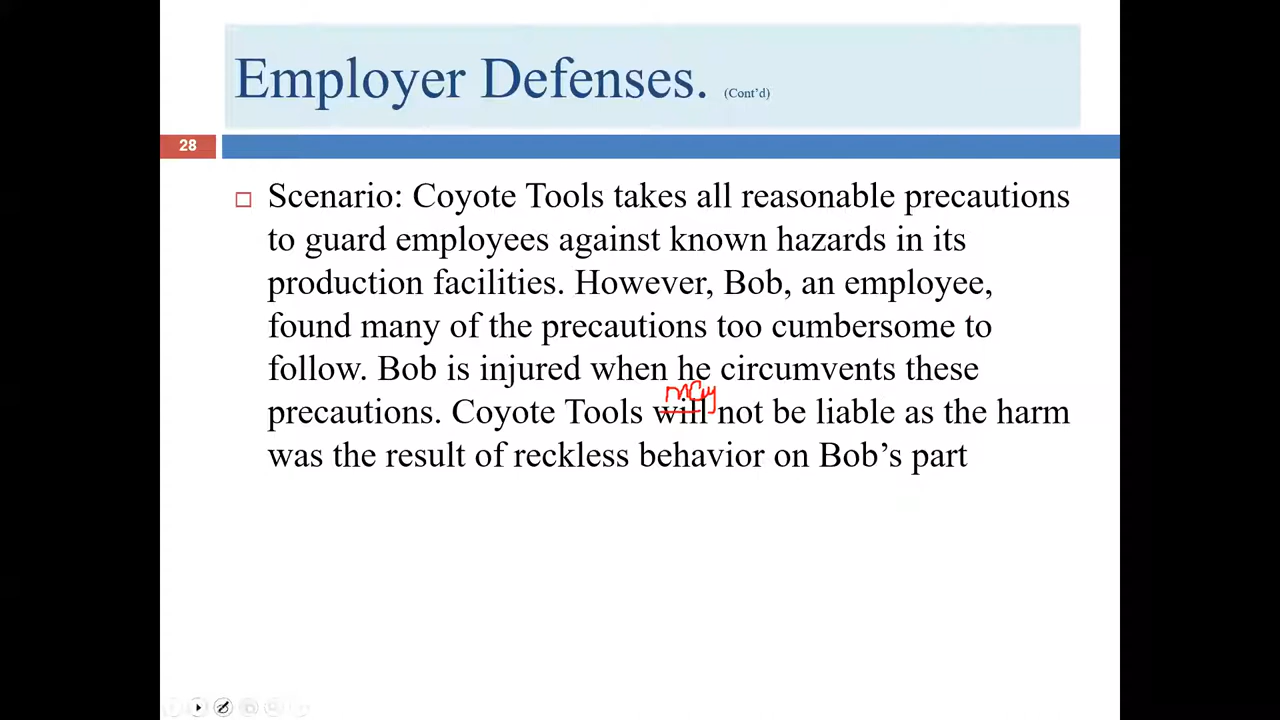 Employer Defenses. (Cont'd)
28
Scenario: Coyote Tools takes all reasonable precautions
to guard employees against known hazards in its
production facilities. However, Bob, an employee,
found many of the precautions too cumbersome to
follow. Bob is injured when he circumvents these
may
precautions. Coyote Tools will not be liable as the harm
was the result of reckless behavior on Bob’s part